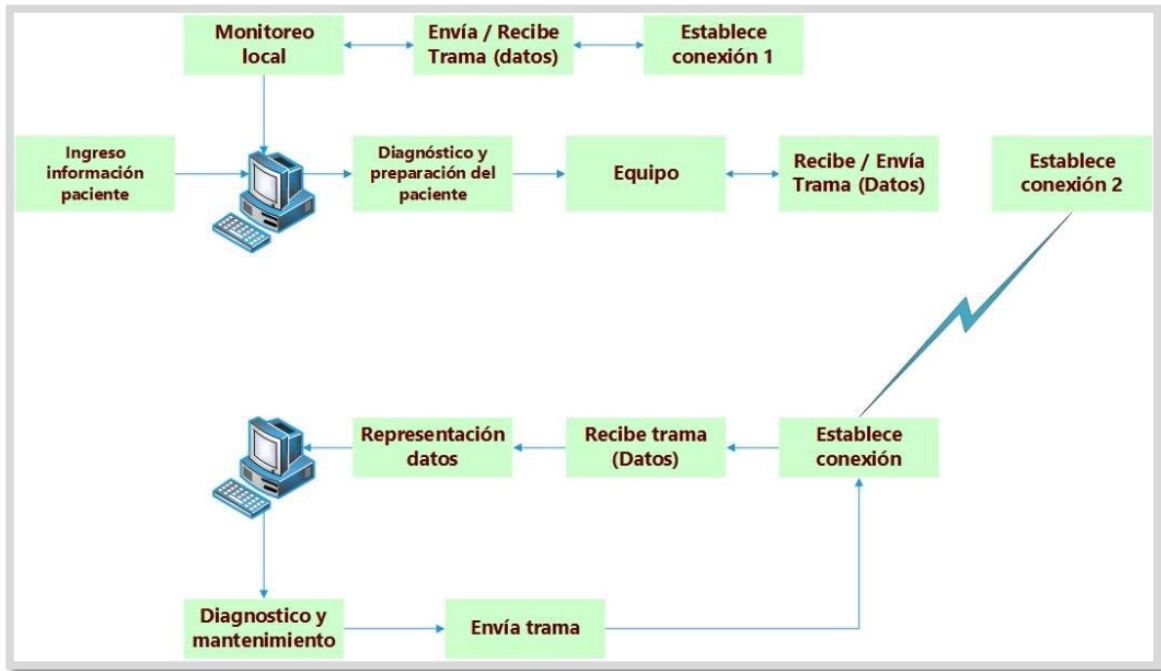 Monitoreo
local
Envía / Recibe
Trama (datos)
Establece
conexión 1
Ingreso
información
paciente
Diagnóstico y
preparación del
paciente
Equipo
Recibe / Envía
Trama (Datos)
Establece
conexión 2
Representación
datos
Recibe trama
(Datos)
Establece
conexión
Diagnostico y
mantenimiento
Envía trama